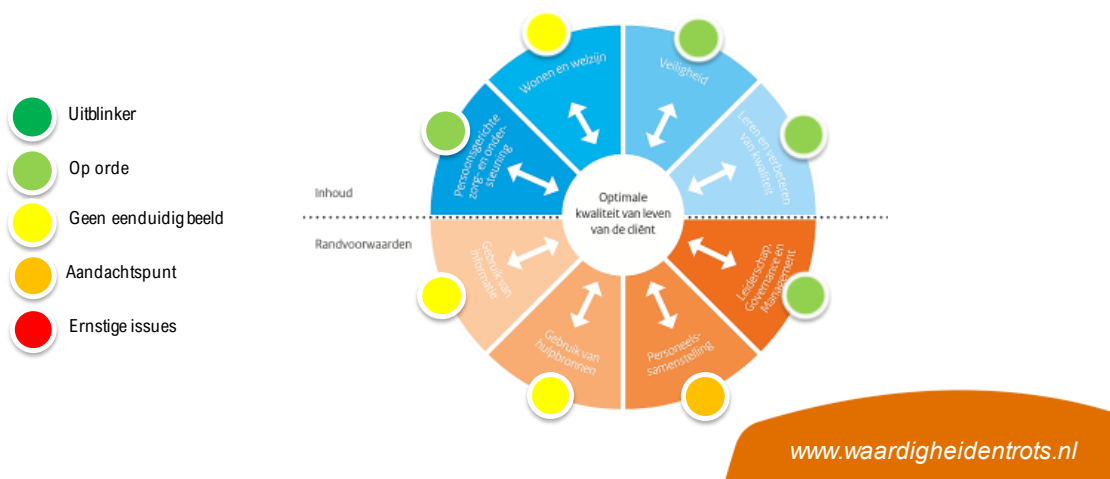 Uitblinker
Op orde
Geen eenduidig beeld
Aandachtspunt
Ernstige issues
Inhoud
Randvoorwaarden
Wonen en welzijn
Veiligheid
Persoonsgerichte
zorg- en onder-
steuning
Leren en verbeteren
van kwaliteit
Optimale
kwaliteit van leven
van de cliënt
Gebruik van
informatie
Leiderschap,
Governance en
Management
Gebruik van
hulpbronnen
Personeels-
samenstelling
www.waardigheidentrots.nl